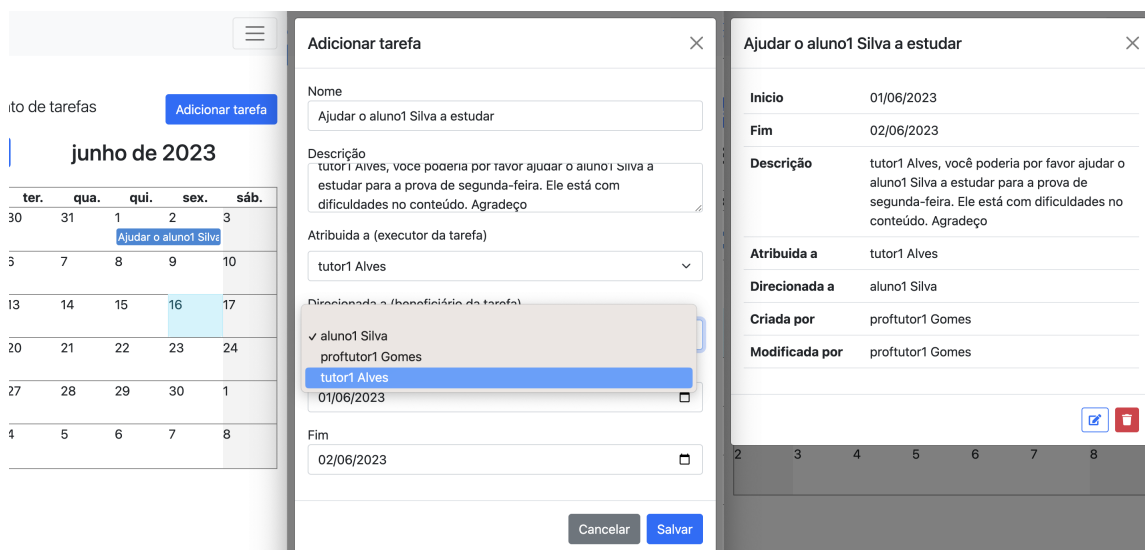 to de tarefas
Adicionar tarefa
junho de 2023
ter. qua. qui. sex. sáb.
30 31 1 2 3
Ajudar o aluno1 Silva
6 7 8 9 10
13 14 15 16 17
20 21 22 23 24
27 28 29 30 1
4 5 6 7 8
Adicionar tarefa
Nome
Ajudar o aluno1 Silva a estudar
Descrição
tutor1 Alves, você poderia por favor ajudar o aluno1 Silva a
estudar para a prova de segunda-feira. Ele está com
dificuldades no conteúdo. Agradeço
Atribuida a (executor da tarefa)
tutor1 Alves
Direcionada a (beneficiário da tarefa)
✓ aluno1 Silva
proftutor1 Gomes
tutor1 Alves
01/06/2023
Fim
02/06/2023
Cancelar Salvar
Ajudar o aluno1 Silva a estudar
Inicio 01/06/2023
Fim 02/06/2023
Descrição tutor1 Alves, você poderia por favor ajudar o
aluno1 Silva a estudar para a prova de
segunda-feira. Ele está com dificuldades no
conteúdo. Agradeço
Atribuida a tutor1 Alves
Direcionada a aluno1 Silva
Criada por proftutor1 Gomes
Modificada por proftutor1 Gomes
2 3 4 5 6 7 8